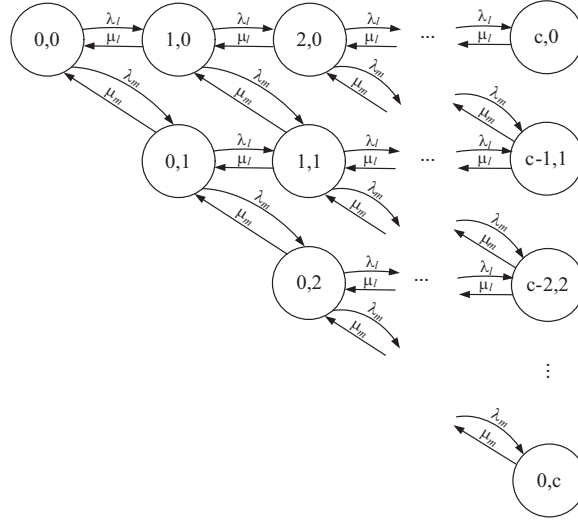 λl λl λl λl
0,0 μl 1,0 μl 2,0 μl ... μl c,0
λm λm λm λm
μm μm μm μm
λl λl λl
0,1 μl 1,1 μl ... μl c-1,1
λm λm λm
μm μm μm
λl λl
0,2 μl ... μl c-2,2
λm
μm
⋮
λm
μm
0,c